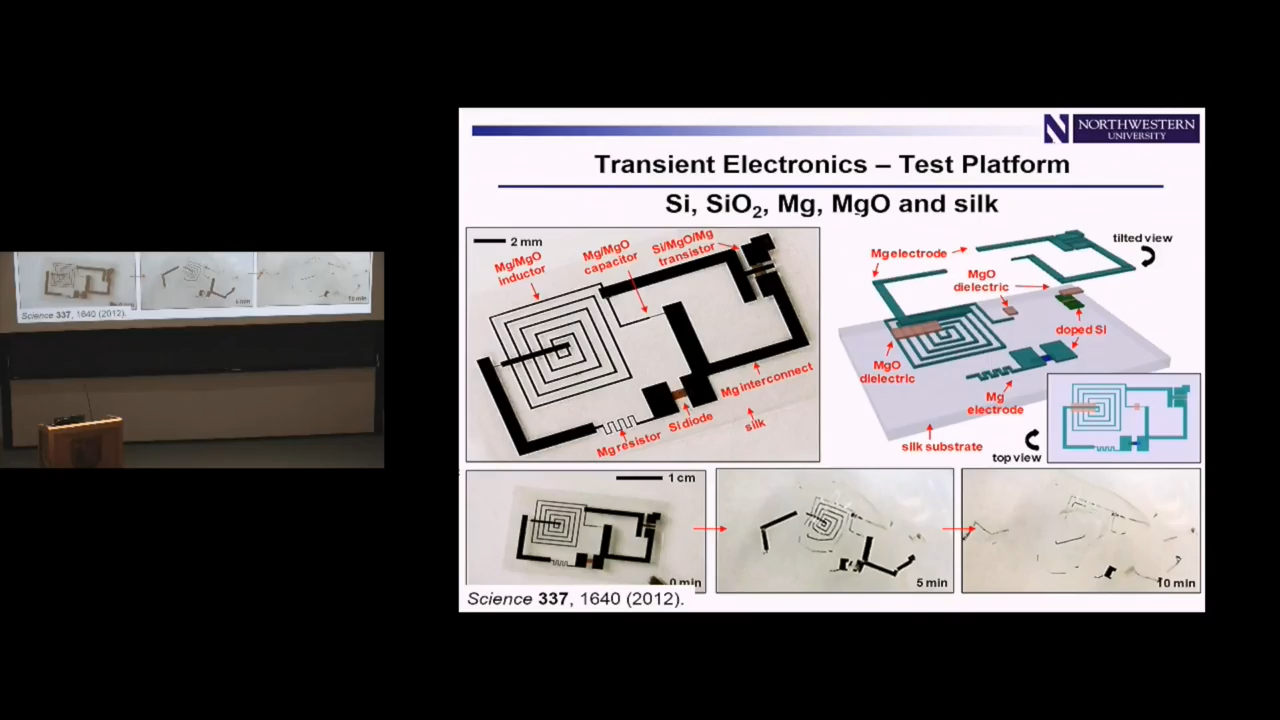 NORTHWESTERN
UNIVERSITY
Transient Electronics – Test Platform
Si, SiO2, Mg, MgO and silk
2 mm
Mg/MgO
inductor
Mg/MgO
capacitor
Si/MgO/Mg
transistor
Mg interconnect
silk
Si diode
Mg resistor
Mg electrode
MgO
dielectric
tilted view
doped Si
MgO
dielectric
Mg
electrode
silk substrate
top view
1 cm
0 min
5 min
10 min
Science 337, 1640 (2012).
Science 337, 1640 (2012).